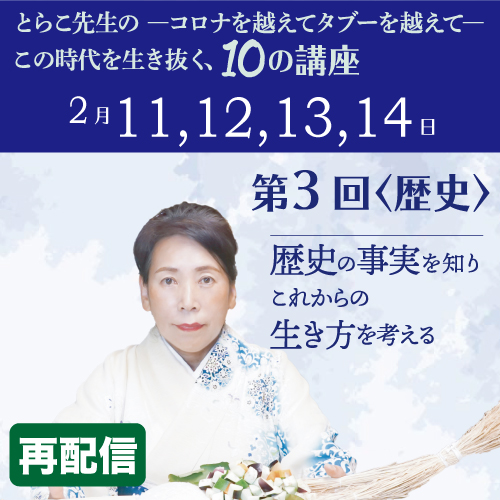 とらこ先生の ―コロナを越えてタブーを越えて―
この時代を生き抜く、10の講座
2月11,12,13,14日
第3回〈歴史〉
歴史の事実を知り
これからの
生き方を考える
再配信